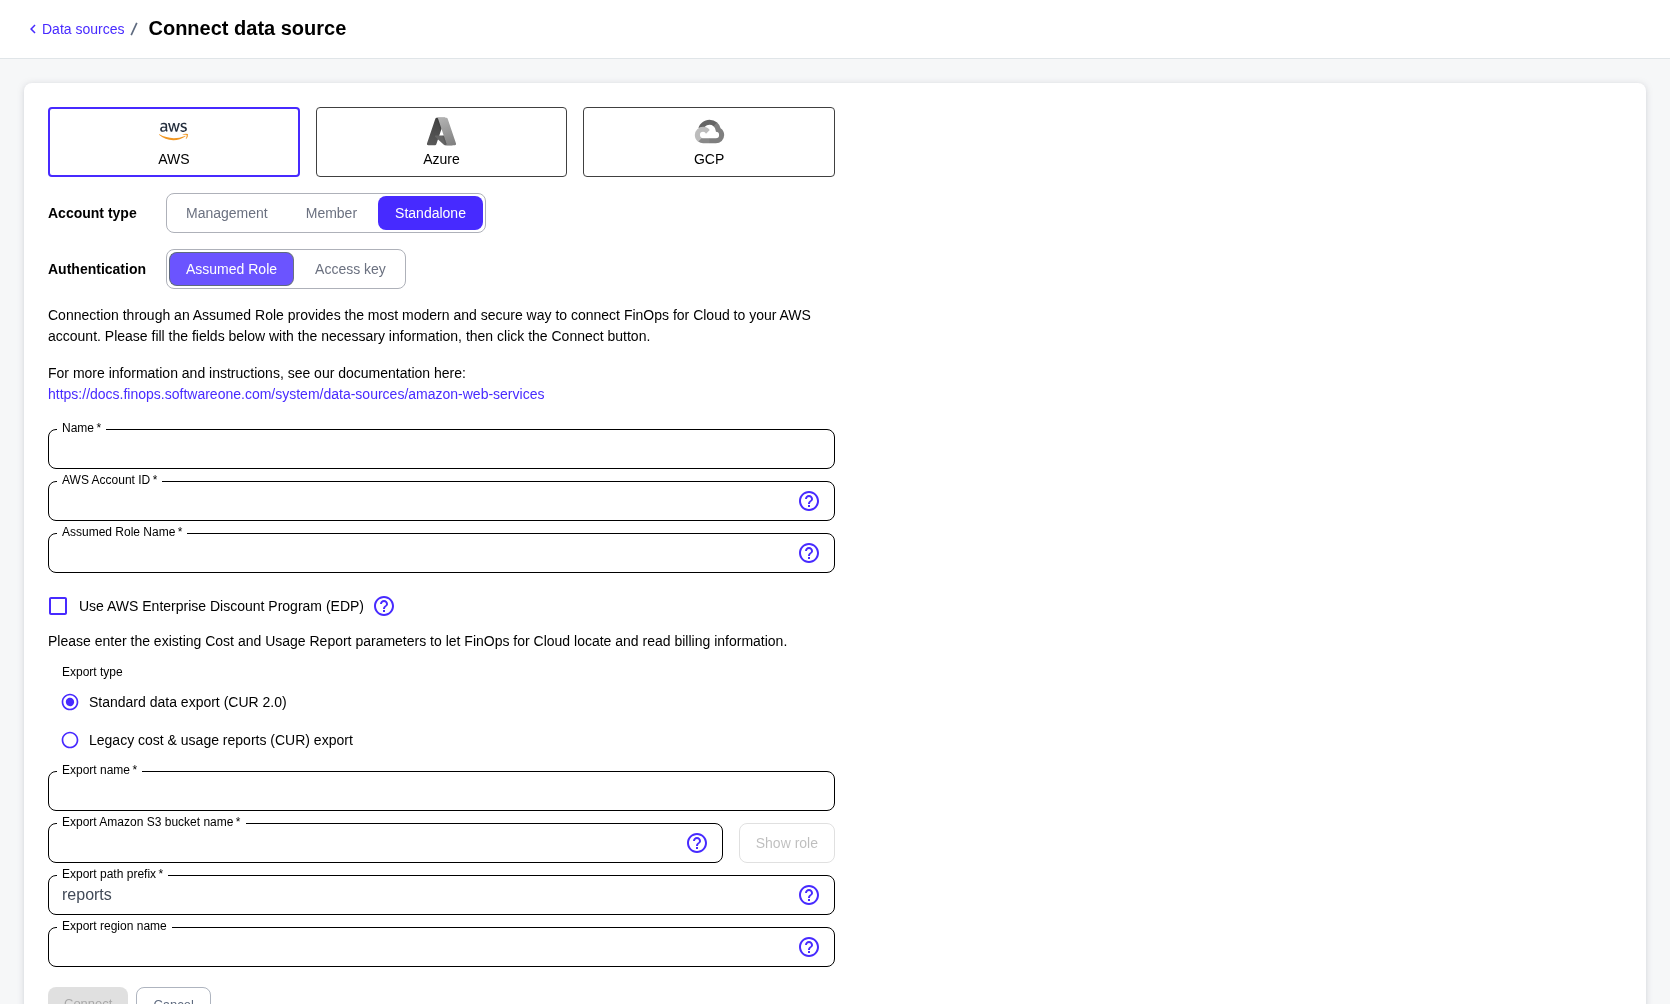 Data sources / Connect data source
aws
AWS
Azure
GCP
Account type Management Member Standalone
Authentication Assumed Role Access key
Connection through an Assumed Role provides the most modern and secure way to connect FinOps for Cloud to your AWS
account. Please fill the fields below with the necessary information, then click the Connect button.
For more information and instructions, see our documentation here:
https://docs.finops.softwareone.com/system/data-sources/amazon-web-services
Name *
AWS Account ID *
Assumed Role Name *
Use AWS Enterprise Discount Program (EDP)
Please enter the existing Cost and Usage Report parameters to let FinOps for Cloud locate and read billing information.
Export type
Standard data export (CUR 2.0)
Legacy cost & usage reports (CUR) export
Export name *
Export Amazon S3 bucket name *
Show role
Export path prefix *
reports
Export region name
Connect Cancel